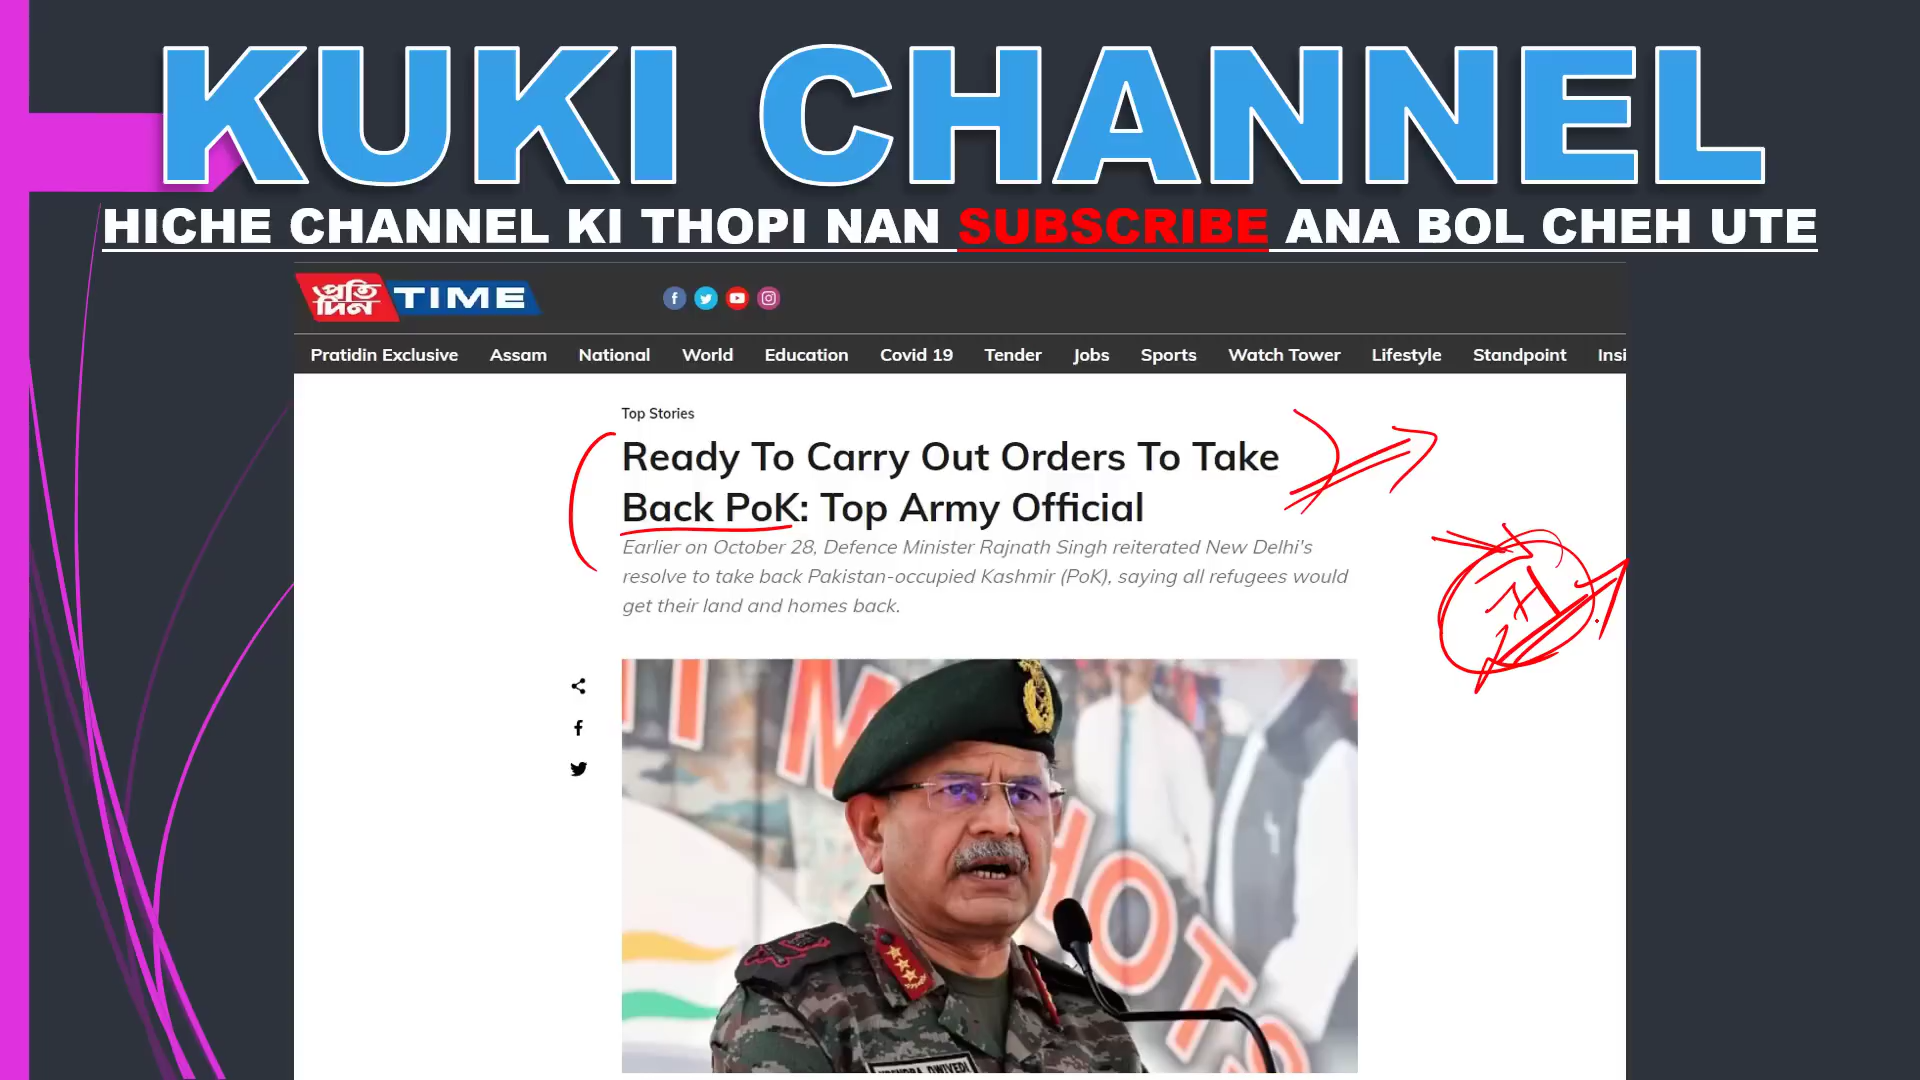 KUKI CHANNEL
HICHE CHANNEL KI THOPI NAN SUBSCRIBE ANA BOL CHEH UTE
প্রতি
দিন TIME
Pratidin Exclusive Assam National World Education Covid 19 Tender Jobs Sports Watch Tower Lifestyle Standpoint Insi
Top Stories
Ready To Carry Out Orders To Take
Back PoK: Top Army Official
Earlier on October 28, Defence Minister Rajnath Singh reiterated New Delhi's
resolve to take back Pakistan-occupied Kashmir (PoK), saying all refugees would
get their land and homes back.